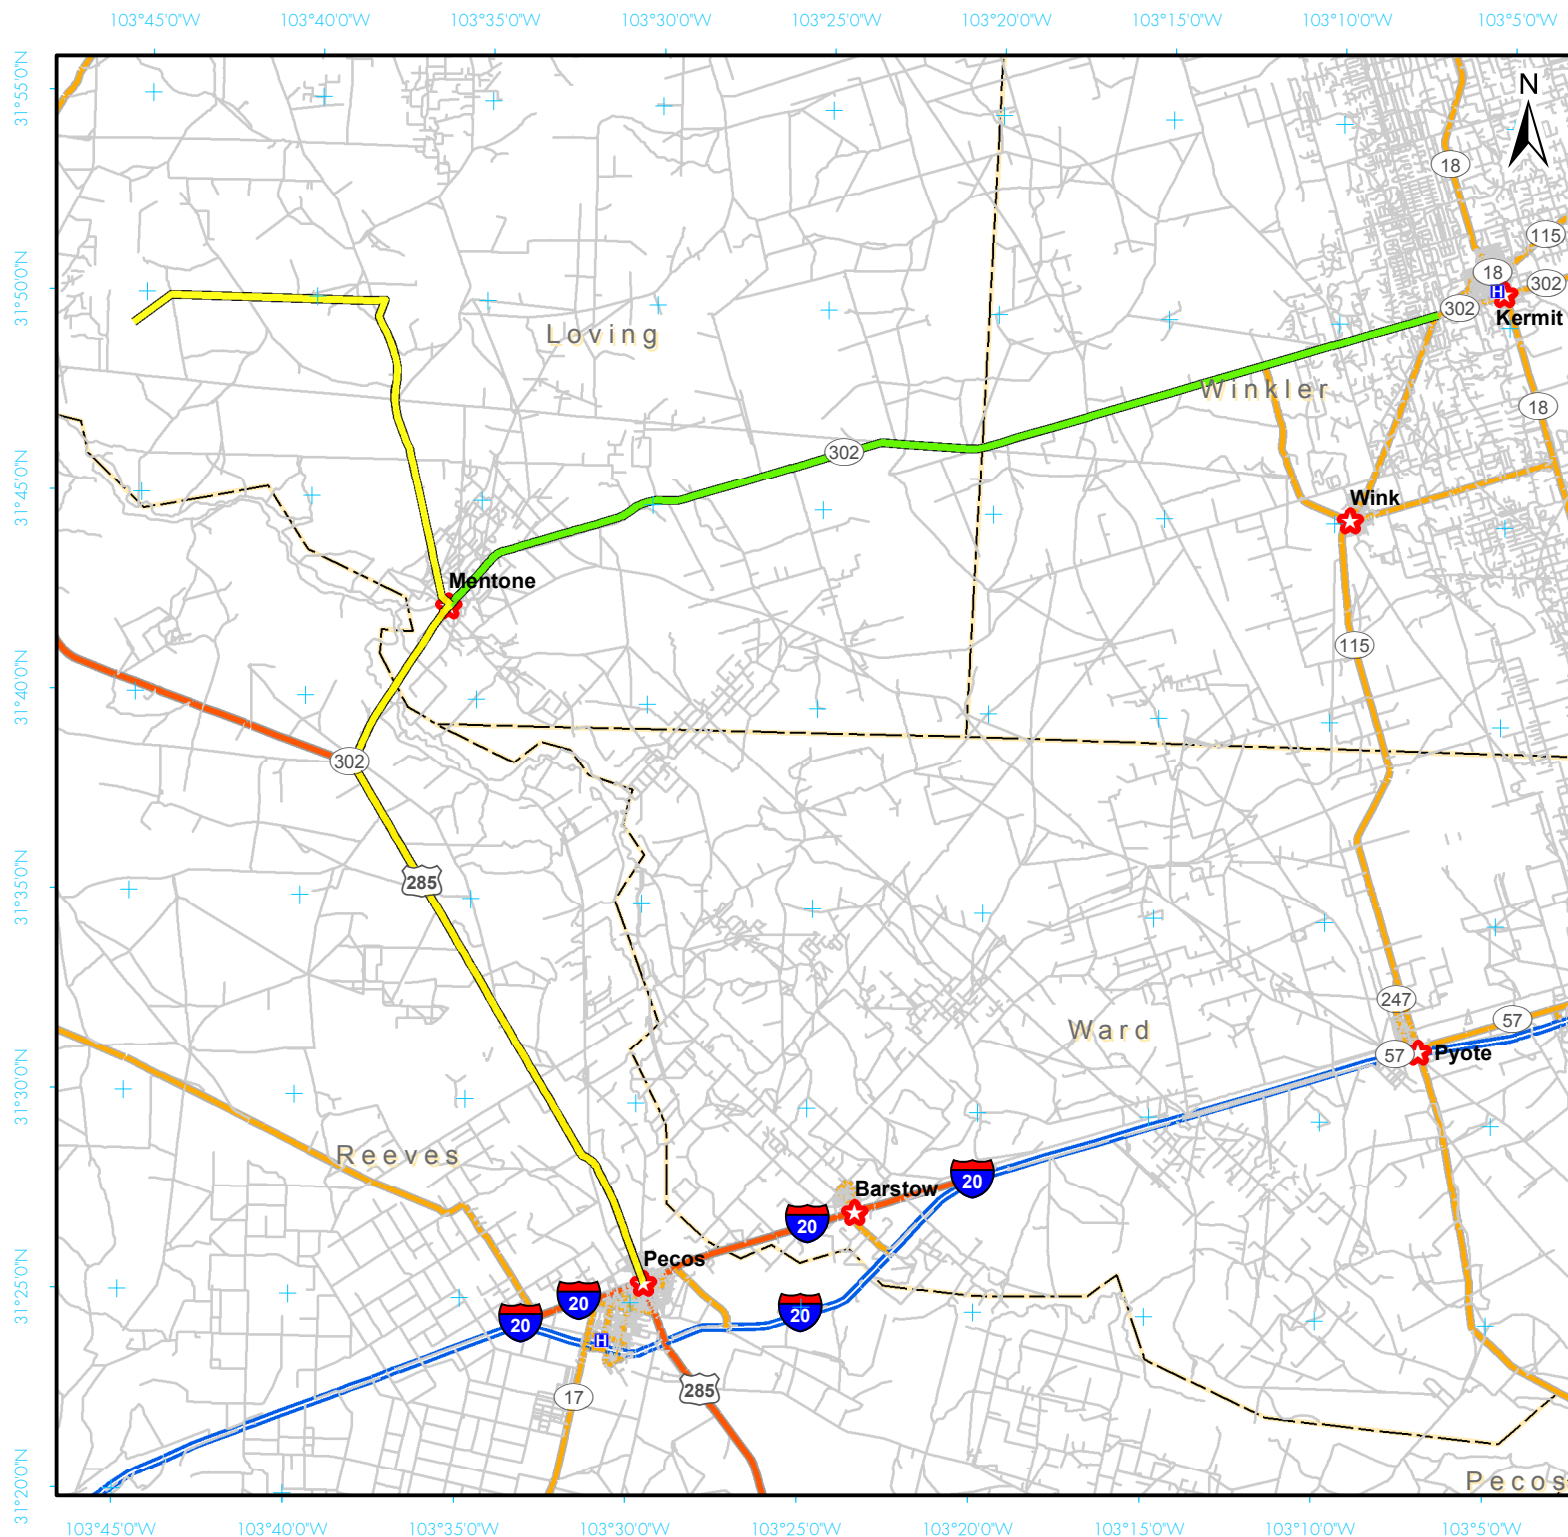 103°45'0"W 103°40'0"W 103°35'0"W 103°30'0"W 103°25'0"W 103°20'0"W 103°15'0"W 103°10'0"W 103°5'0"W
31°55'0"N
N
18
115
31°50'0"N
18
302
H
302
Kermit
Loving
Winkler
18
302
31°45'0"N
Wink
Mentone
115
31°40'0"N
302
285
31°35'0"N
247
57
Ward
57
Pyote
31°30'0"N
Reeves
20
Barstow
20
Pecos
31°25'0"N
20
20
20
H
285
17
31°20'0"N
Pecos
103°45'0"W 103°40'0"W 103°35'0"W 103°30'0"W 103°25'0"W 103°20'0"W 103°15'0"W 103°10'0"W 103°5'0"W